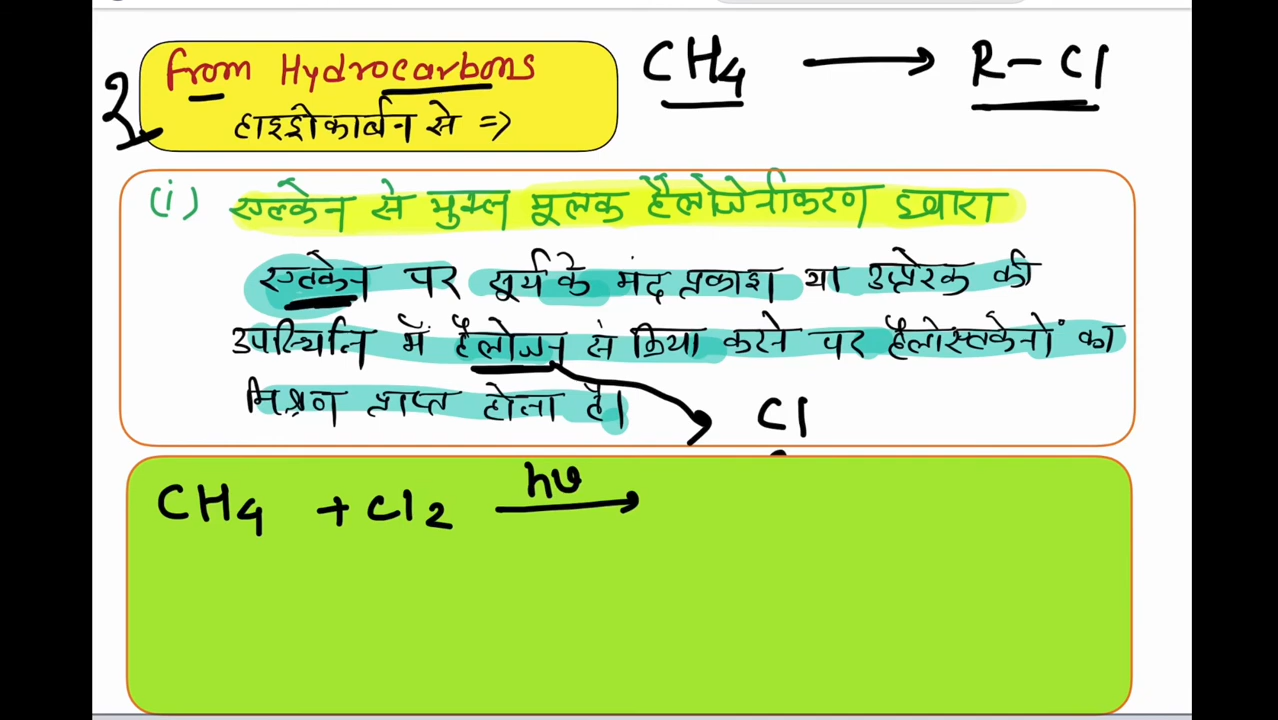 2. from Hydrocarbons
हाइड्रोकार्बन से =>
CH4 → R-Cl
(i) एल्केन से मुक्त मूलक हैलोजेनीकरण द्वारा
एल्केन पर सूर्य के मंद प्रकाश या उत्प्रेरक की
उपस्थिति में हैलोजन से क्रिया करने पर हैलोएल्केनों का
मिश्रण प्राप्त होता है।
Cl
CH4 + Cl2 hν →